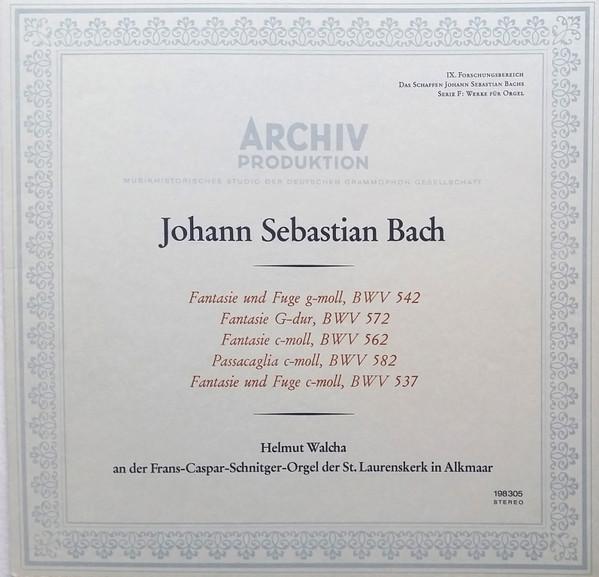 IX. Forschungsbereich
Das Schaffen Johann Sebastian Bachs
Serie F: Werke für Orgel
ARCHIV
PRODUKTION
MUSIKHISTORISCHES STUDIO DER DEUTSCHEN GRAMMOPHON GESELLSCHAFT
Johann Sebastian Bach
Fantasie und Fuge g-moll, BWV 542
Fantasie G-dur, BWV 572
Fantasie c-moll, BWV 562
Passacaglia c-moll, BWV 582
Fantasie und Fuge c-moll, BWV 537
Helmut Walcha
an der Frans-Caspar-Schnitger-Orgel der St. Laurenskerk in Alkmaar
198305
STEREO